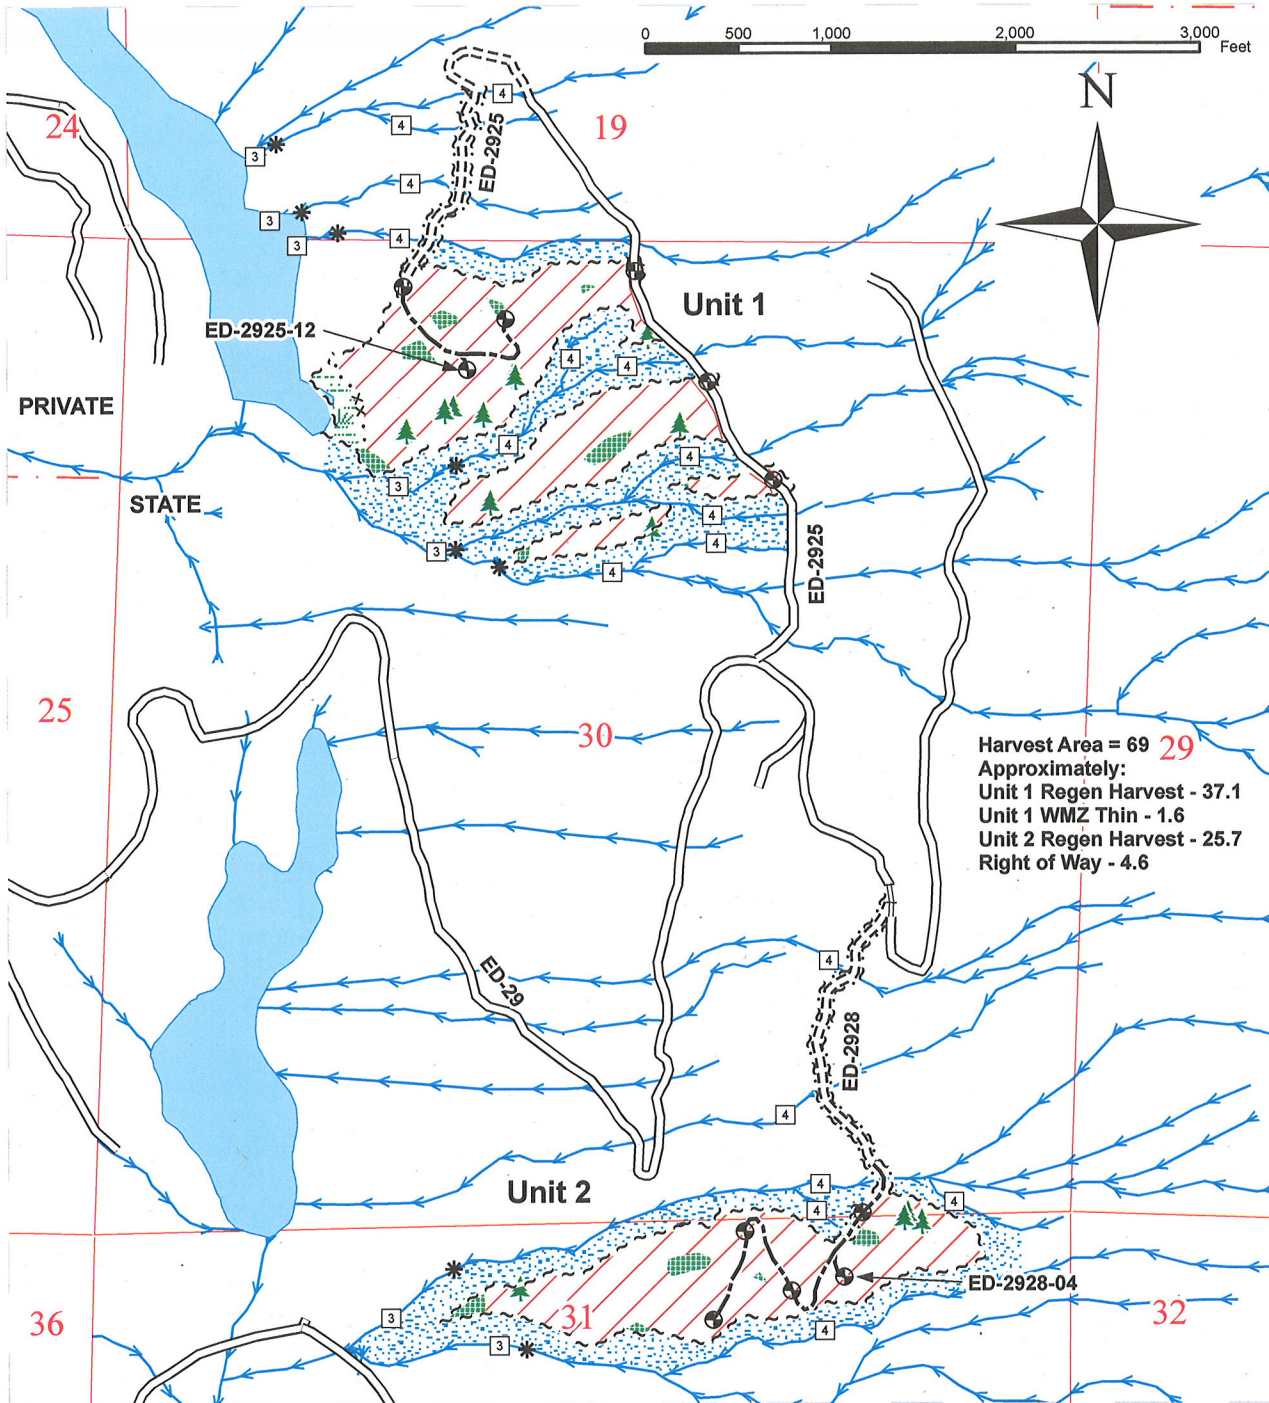 0 500 1,000 2,000 3,000
Feet
N
24
19
4
4
3
ED-2925
4
3
3
4
Unit 1
ED-2925-12
4
4
PRIVATE
4
4
3
STATE
4
4
3
4
ED-2925
25
30
29
Harvest Area = 69
Approximately:
Unit 1 Regen Harvest - 37.1
Unit 1 WMZ Thin - 1.6
Unit 2 Regen Harvest - 25.7
Right of Way - 4.6
4
ED-29
ED-2928
4
Unit 2
4
4
4
ED-2928-04
36
3
31
32
4
3